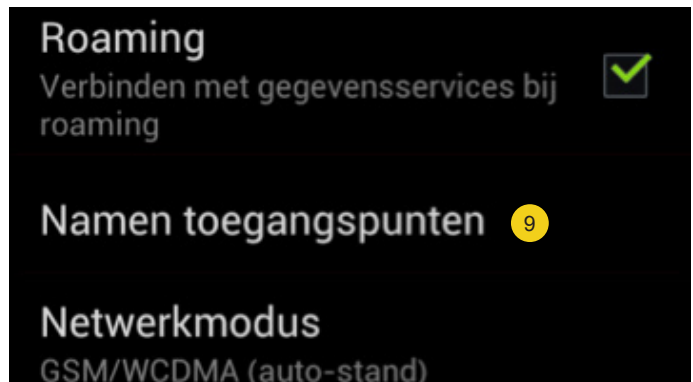 Roaming
Verbinden met gegevensservices bij
roaming
Namen toegangspunten 9
Netwerkmodus
GSM/WCDMA (auto-stand)